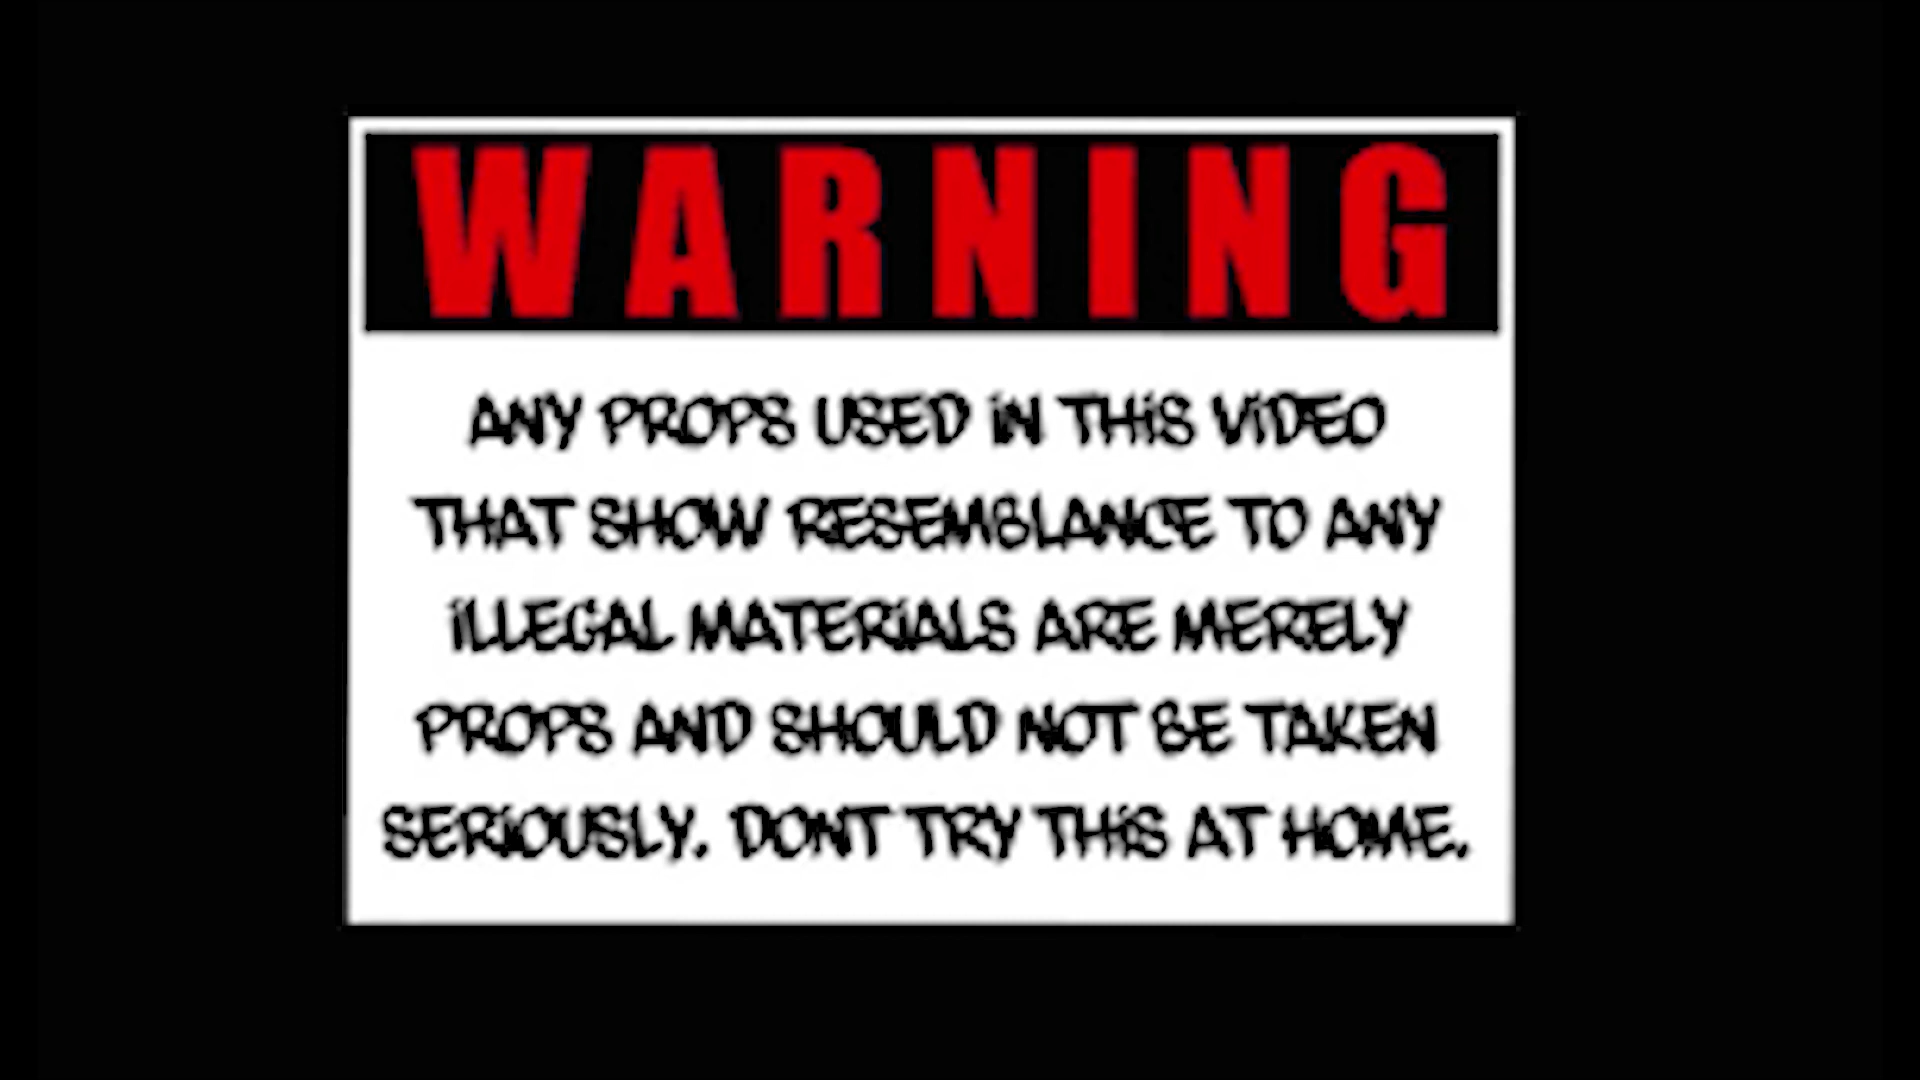 WARNING
ANY PROPS USED iN THiS ViDEO
THAT SHOW RESEMBLANCE TO ANY
iLLEGAL MATERiALS ARE MERELY
PROPS AND SHOULD NOT BE TAKEN
SERiOUSLY. DONT TRY THiS AT HOME.